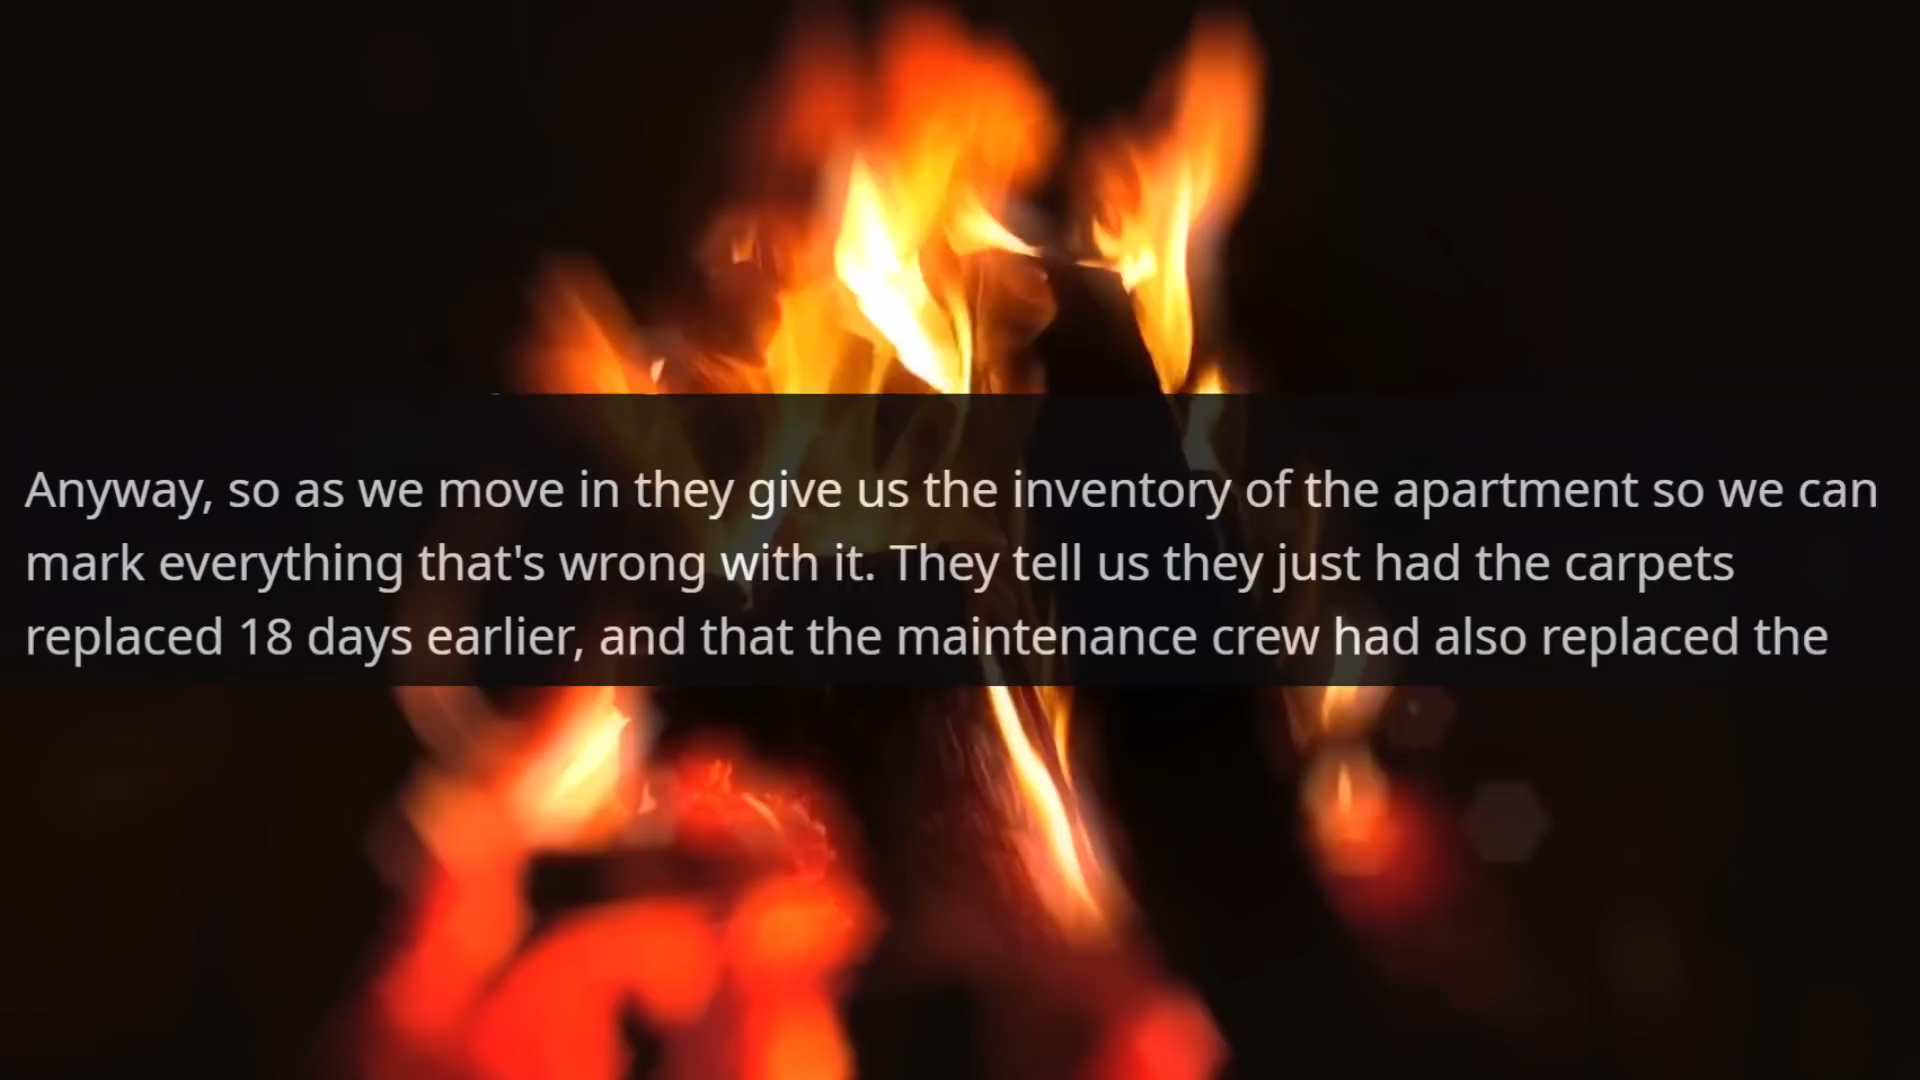 Anyway, so as we move in they give us the inventory of the apartment so we can
mark everything that's wrong with it. They tell us they just had the carpets
replaced 18 days earlier, and that the maintenance crew had also replaced the